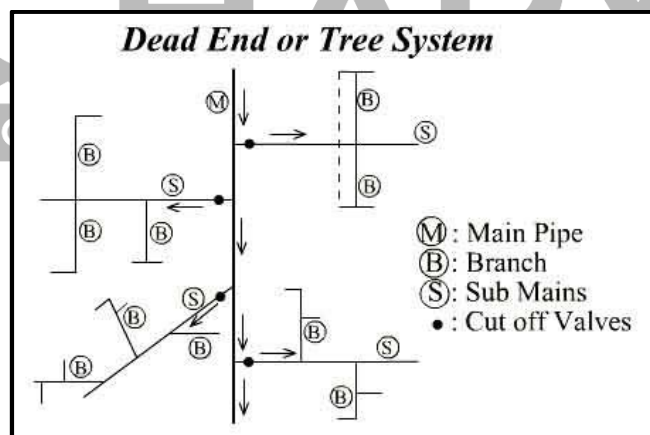 Dead End or Tree System
M
B
S
B
S
B
B
B
S
B
B
B
B
S
B
M : Main Pipe
B : Branch
S : Sub Mains
• : Cut off Valves